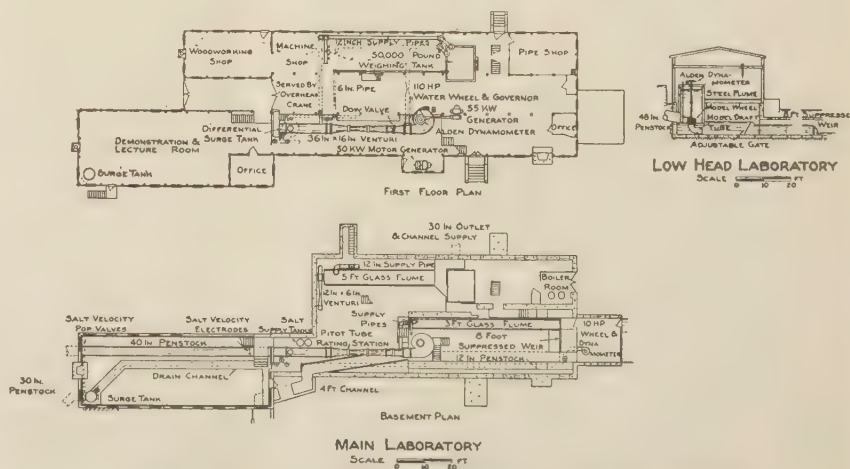 WOODWORKING
SHOP
MACHINE
SHOP
12 INCH SUPPLY PIPES
50,000 POUND
WEIGHING TANK
PIPE SHOP
SERVED BY
OVERHEAD
CRANE
6 IN. PIPE
DOW VALVE
110 HP
WATER WHEEL & GOVERNOR
55 KW
GENERATOR
ALDEN DYNAMOMETER
OFFICE
DIFFERENTIAL
SURGE TANK
36 IN × 16 IN VENTURI
50 KW MOTOR GENERATOR
DEMONSTRATION &
LECTURE ROOM
SURGE TANK
OFFICE
FIRST FLOOR PLAN
ALDEN DYNA-
MOMETER
STEEL FLUME
MODEL WHEEL
MODEL DRAFT
TUBE
48 IN
PENSTOCK
FT SUPPRESSED
WEIR
ADJUSTABLE GATE
LOW HEAD LABORATORY
SCALE 0 10 20 FT
30 IN OUTLET
& CHANNEL SUPPLY
12 IN SUPPLY PIPE
5 FT GLASS FLUME
BOILER
ROOM
12 IN × 6 IN
VENTURI
SALT VELOCITY
POP VALVES
SALT VELOCITY
ELECTRODES
SALT
SUPPLY TANKS
SUPPLY
PIPES
PITOT TUBE
RATING STATION
3 FT GLASS FLUME
8 FOOT
SUPPRESSED WEIR
10 HP
WHEEL &
DYNA
MOMETER
40 IN PENSTOCK
12 IN PENSTOCK
30 IN.
PENSTOCK
DRAIN CHANNEL
SURGE TANK
4 FT CHANNEL
BASEMENT PLAN
MAIN LABORATORY
SCALE 0 10 20 FT